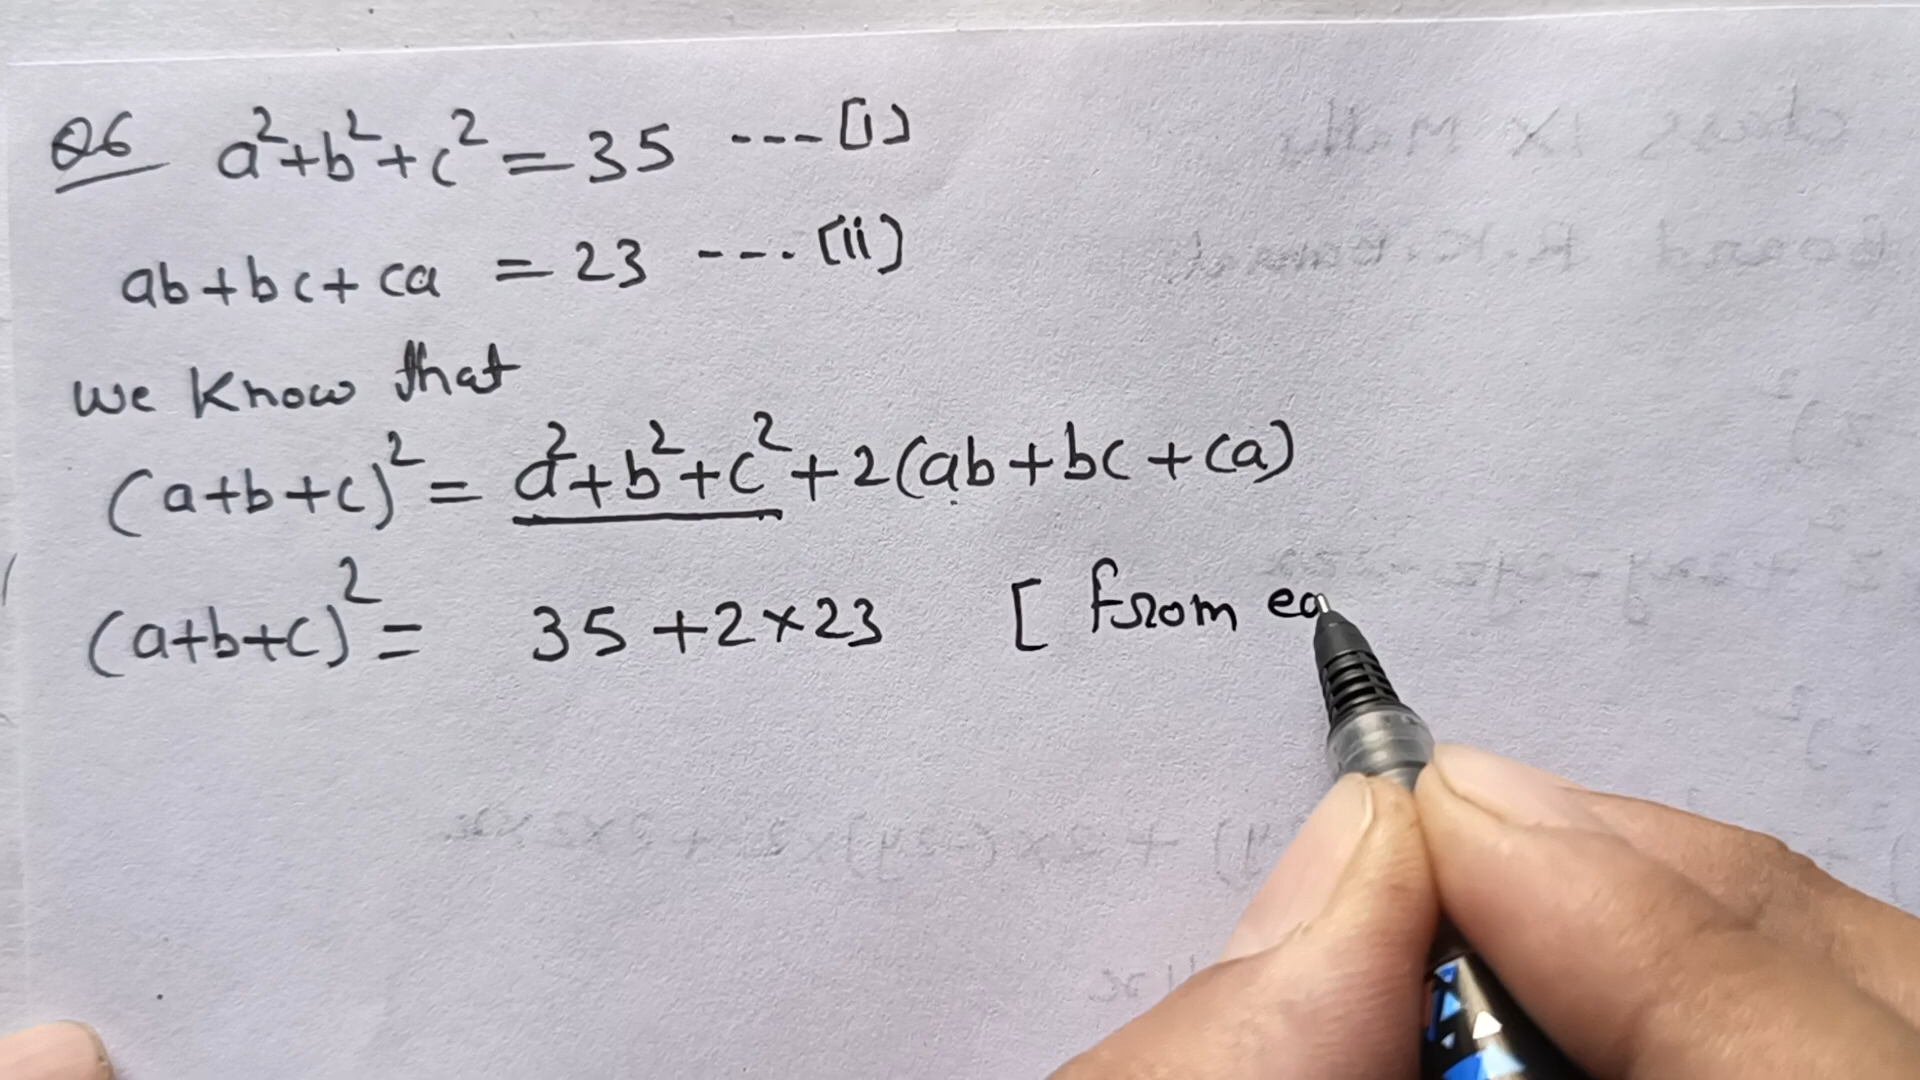 Q6 a²+b²+c² = 35 ---- [i]
ab+bc+ca = 23 ---- [ii]
we know that
(a+b+c)² = a²+b²+c²+2(ab+bc+ca)
(a+b+c)² = 35+2×23 [ from eq